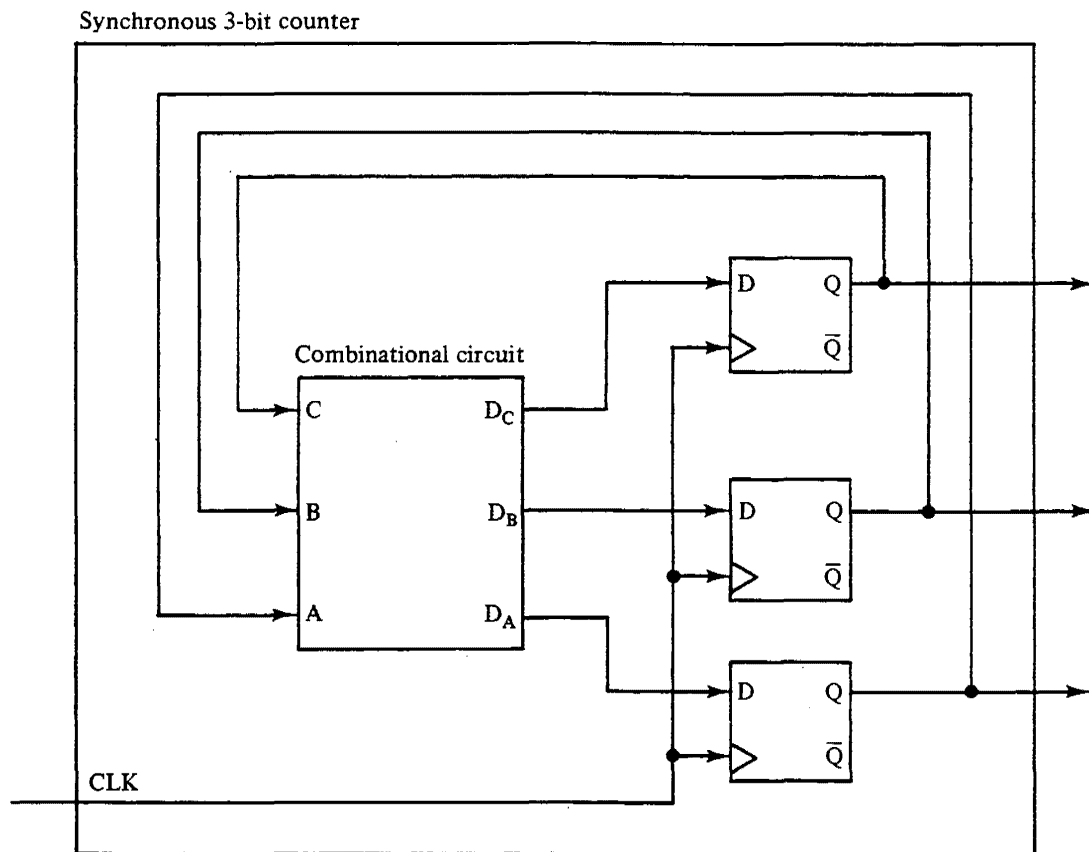 Synchronous 3-bit counter
D Q
Q̅
Combinational circuit
C D_C
B D_B
A D_A
D Q
Q̅
D Q
Q̅
CLK